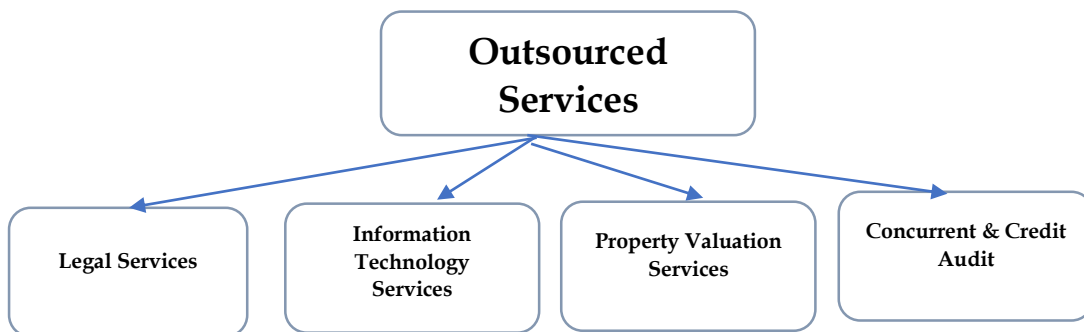 Outsourced
Services
Legal Services
Information
Technology
Services
Property Valuation
Services
Concurrent & Credit
Audit